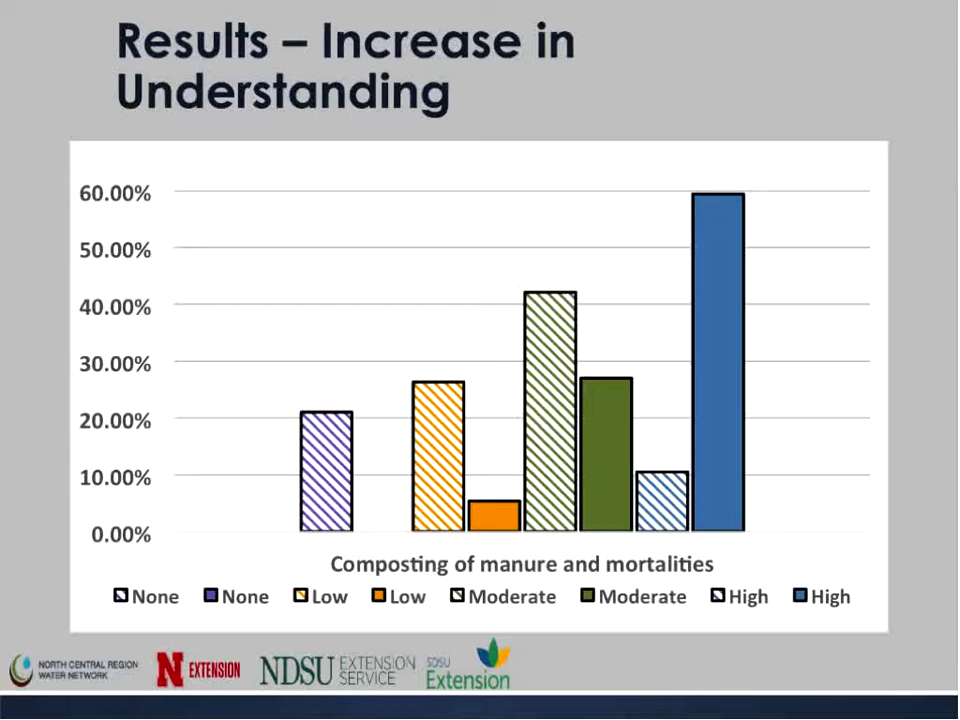 Results – Increase in
Understanding
60.00%
50.00%
40.00%
30.00%
20.00%
10.00%
0.00%
Composting of manure and mortalities
None None Low Low Moderate Moderate High High
NORTH CENTRAL REGION
WATER NETWORK
N EXTENSION
NDSU EXTENSION
SERVICE
SDSU
Extension